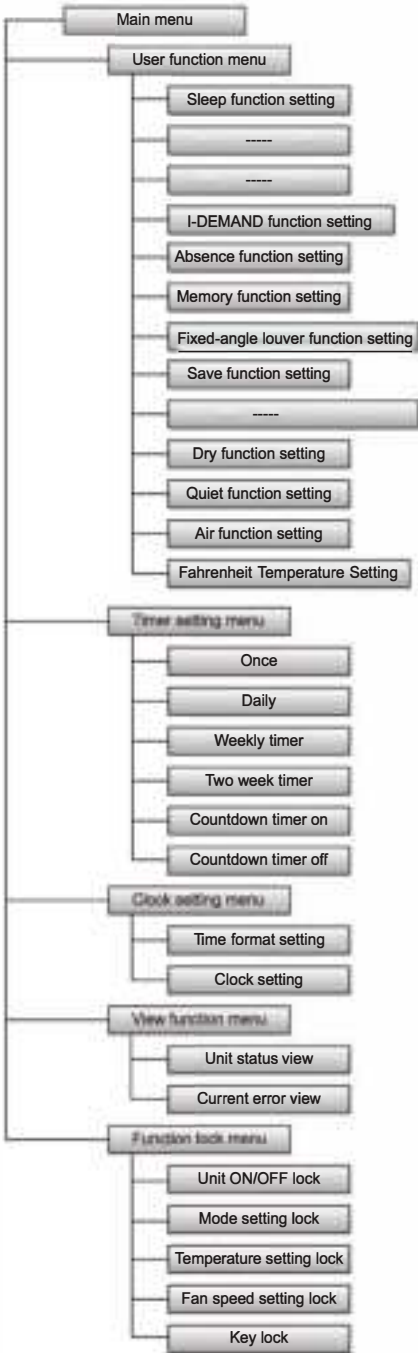 Main menu
User function menu
Sleep function setting
-----
-----
I-DEMAND function setting
Absence function setting
Memory function setting
Fixed-angle louver function setting
Save function setting
-----
Dry function setting
Quiet function setting
Air function setting
Fahrenheit Temperature Setting
Timer setting menu
Once
Daily
Weekly timer
Two week timer
Countdown timer on
Countdown timer off
Clock setting menu
Time format setting
Clock setting
View function menu
Unit status view
Current error view
Function lock menu
Unit ON/OFF lock
Mode setting lock
Temperature setting lock
Fan speed setting lock
Key lock